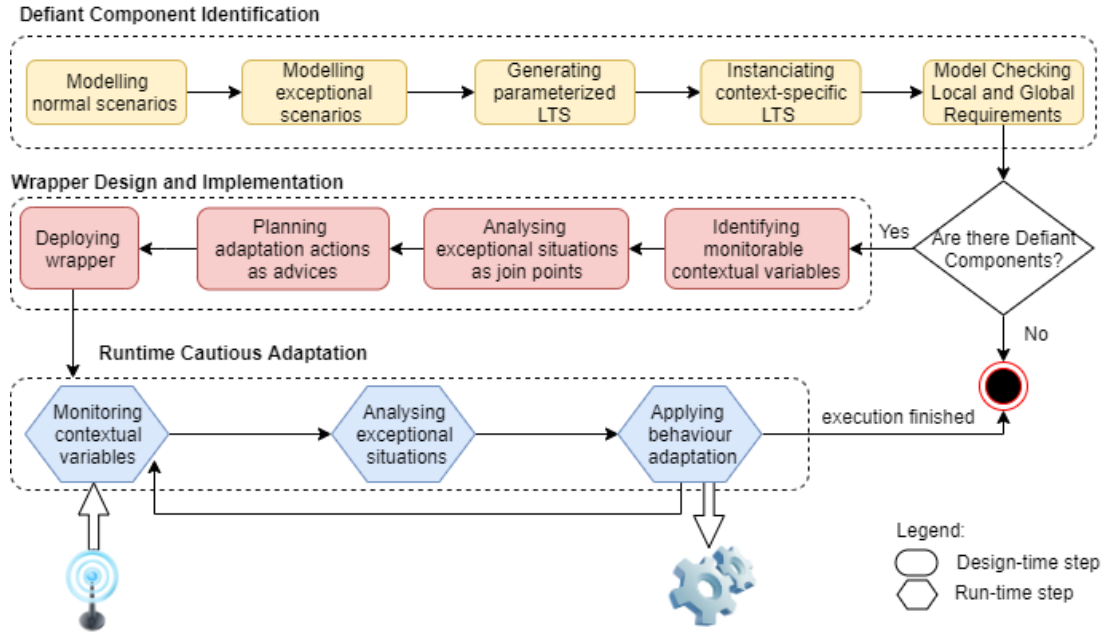 Defiant Component Identification
Modelling
normal scenarios
Modelling
exceptional
scenarios
Generating
parameterized
LTS
Instanciating
context-specific
LTS
Model Checking
Local and Global
Requirements
Wrapper Design and Implementation
Deploying
wrapper
Planning
adaptation actions
as advices
Analysing
exceptional situations
as join points
Identifying
monitorable
contextual variables
Yes
Are there Defiant
Components?
No
Runtime Cautious Adaptation
Monitoring
contextual
variables
Analysing
exceptional
situations
Applying
behaviour
adaptation
execution finished
Legend:
Design-time step
Run-time step